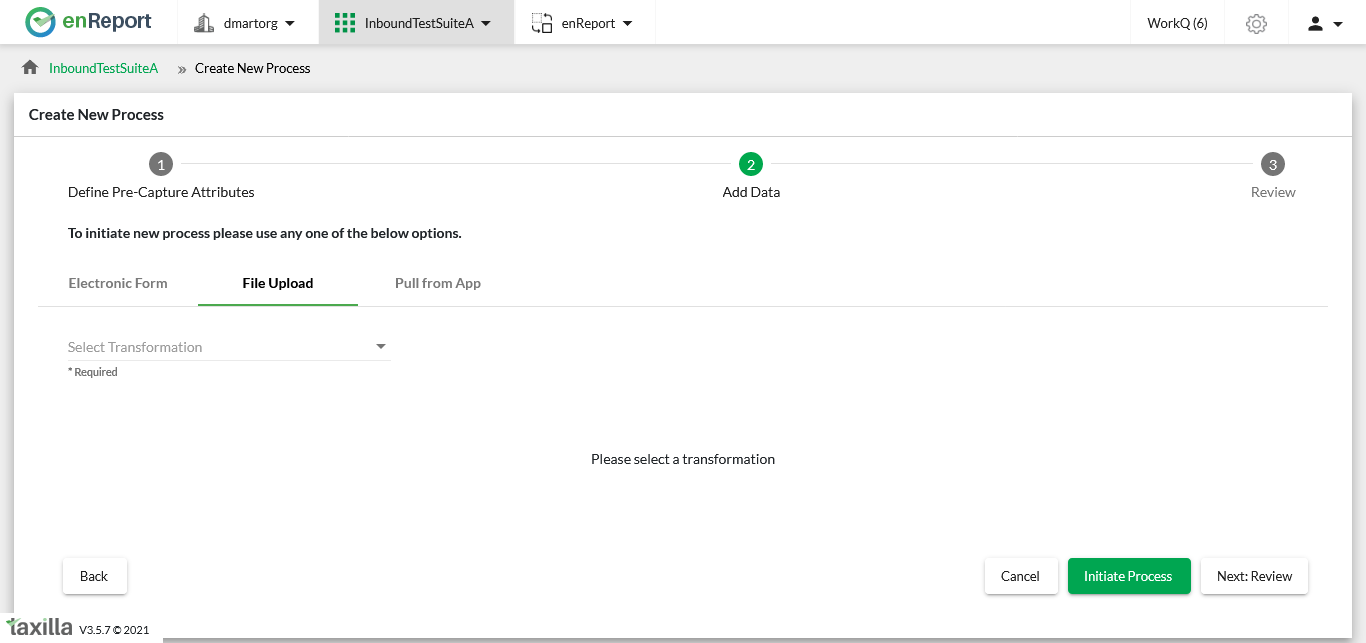 enReport dmartorg InboundTestSuiteA enReport WorkQ (6)
InboundTestSuiteA » Create New Process
Create New Process
1 2 3
Define Pre-Capture Attributes Add Data Review
To initiate new process please use any one of the below options.
Electronic Form File Upload Pull from App
Select Transformation
* Required
Please select a transformation
Back Cancel Initiate Process Next: Review
taxilla V3.5.7 © 2021